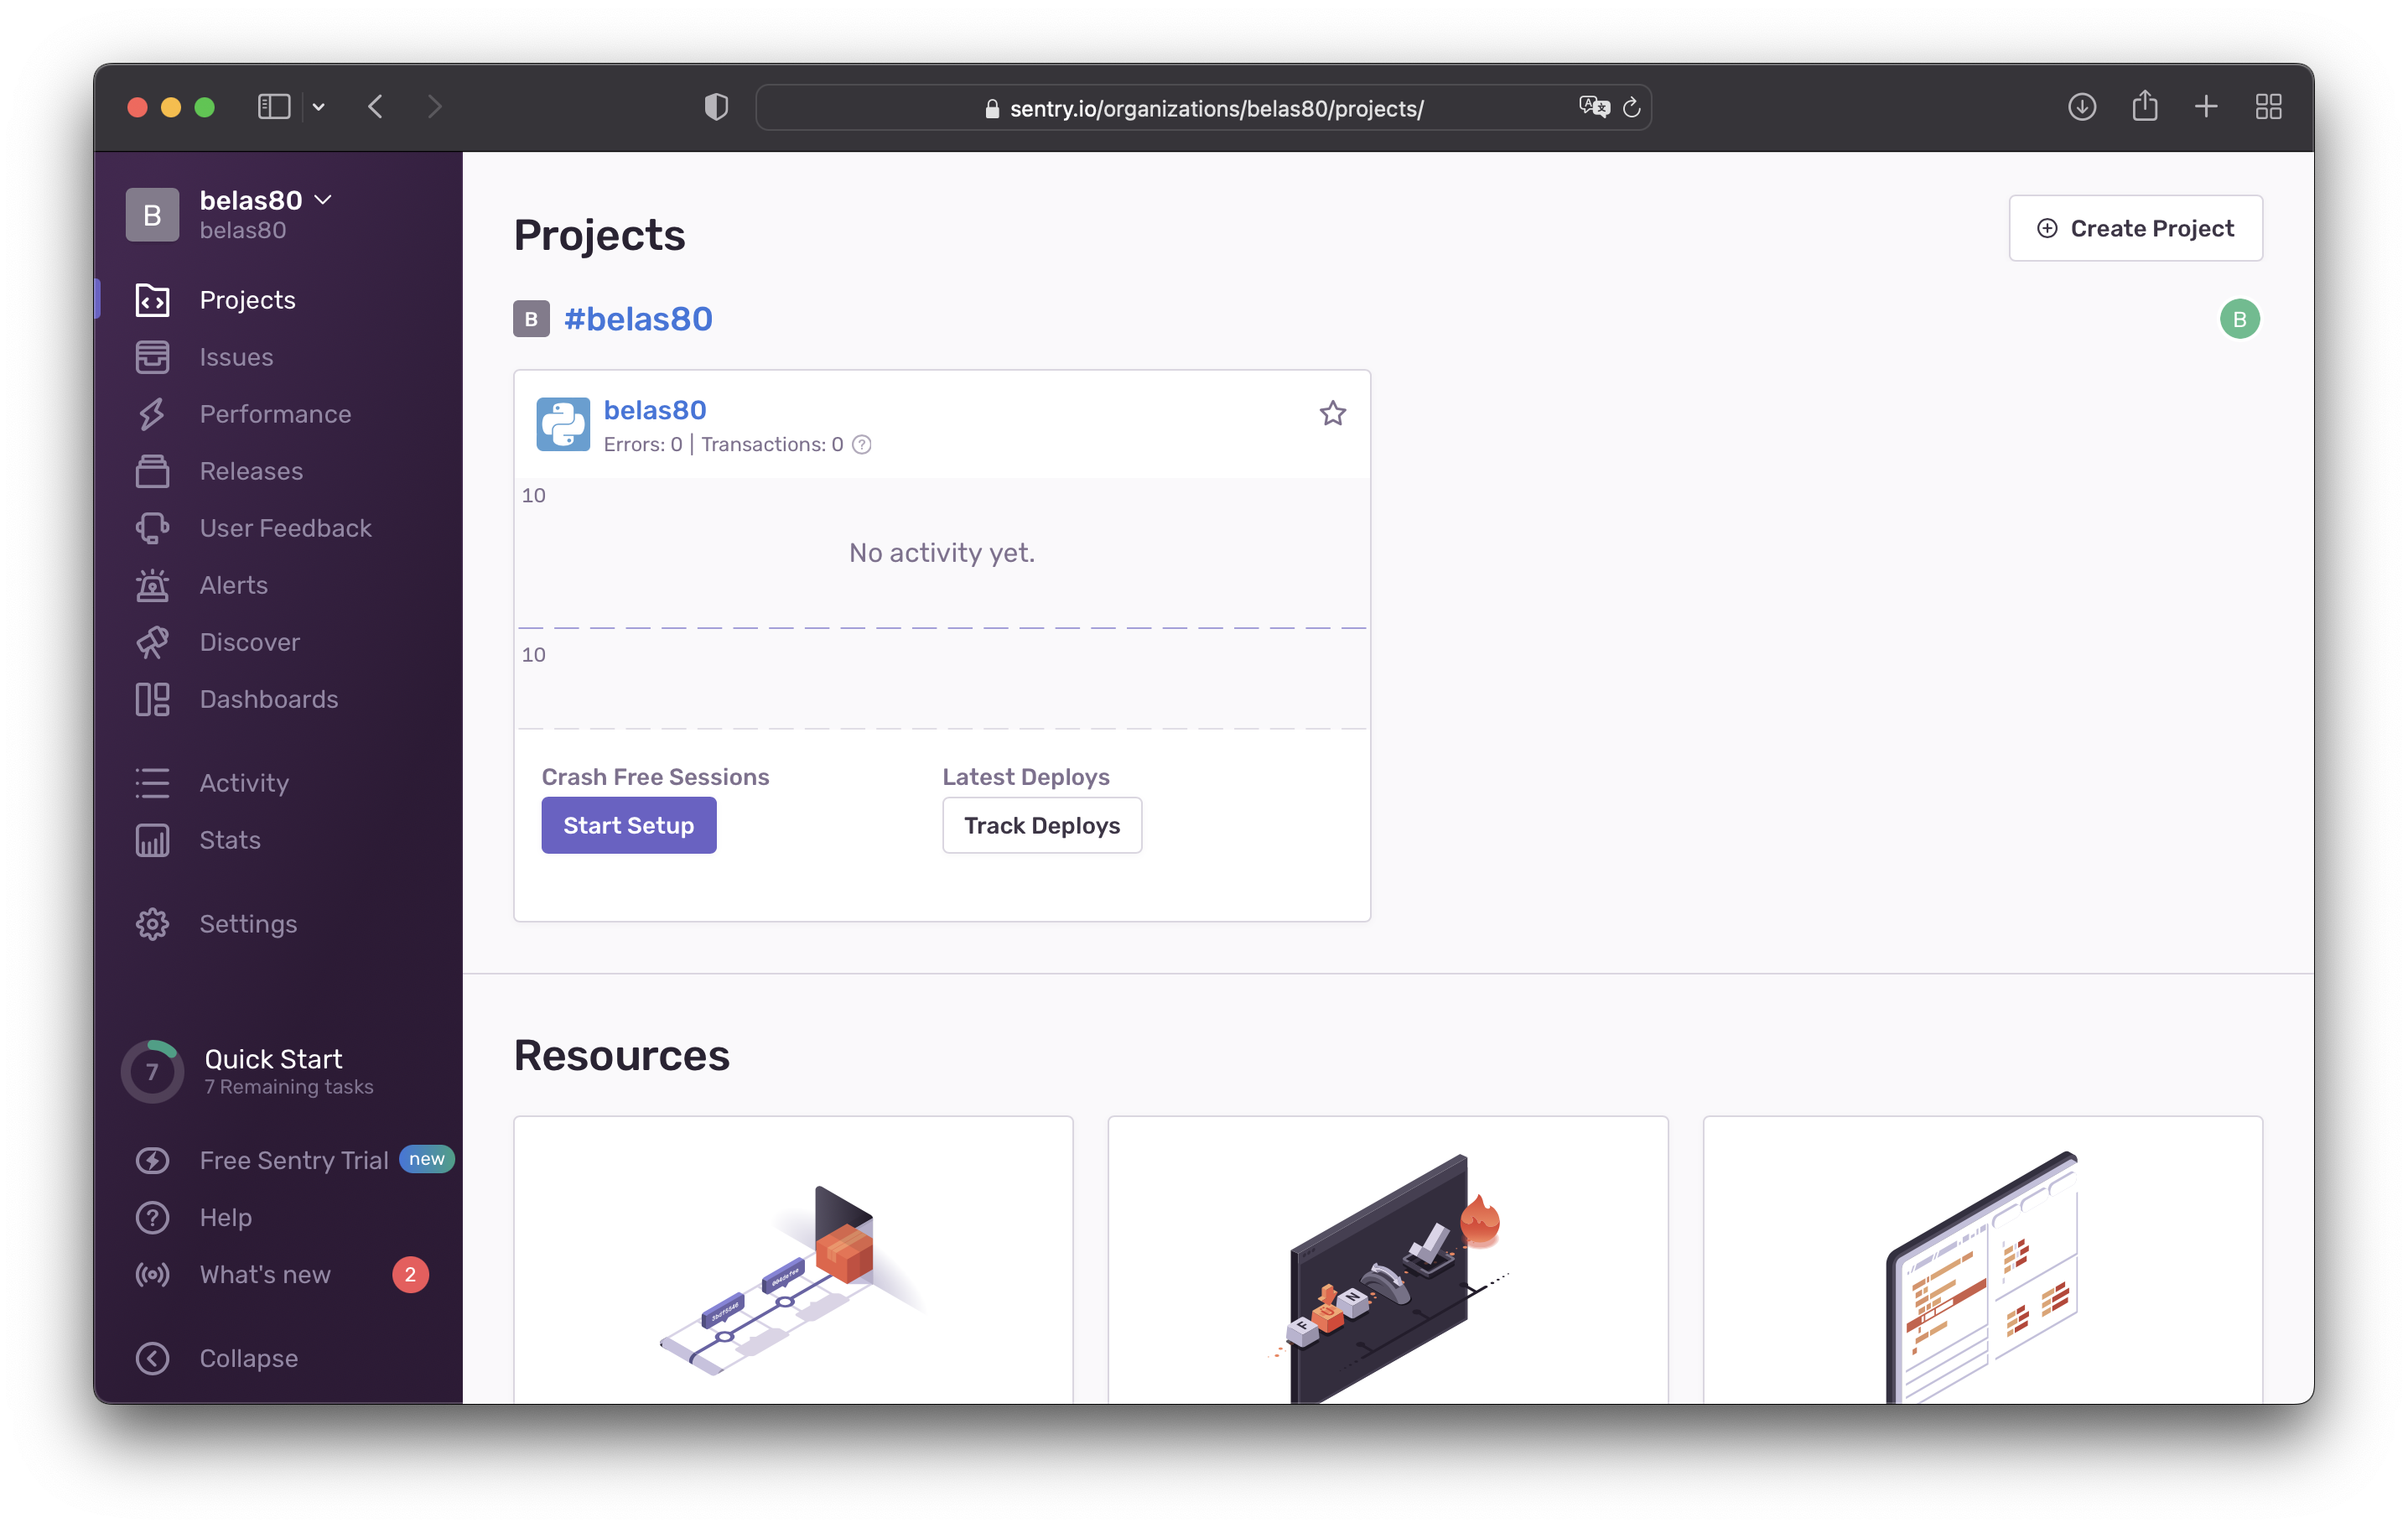 sentry.io/organizations/belas80/projects/
B
belas80
belas80
Projects
Issues
Performance
Releases
User Feedback
Alerts
Discover
Dashboards
Activity
Stats
Settings
7
Quick Start
7 Remaining tasks
Free Sentry Trial new
Help
What's new 2
Collapse
Projects
Create Project
B #belas80
B
belas80
Errors: 0 | Transactions: 0 ?
10
No activity yet.
10
Crash Free Sessions
Start Setup
Latest Deploys
Track Deploys
Resources
F U N